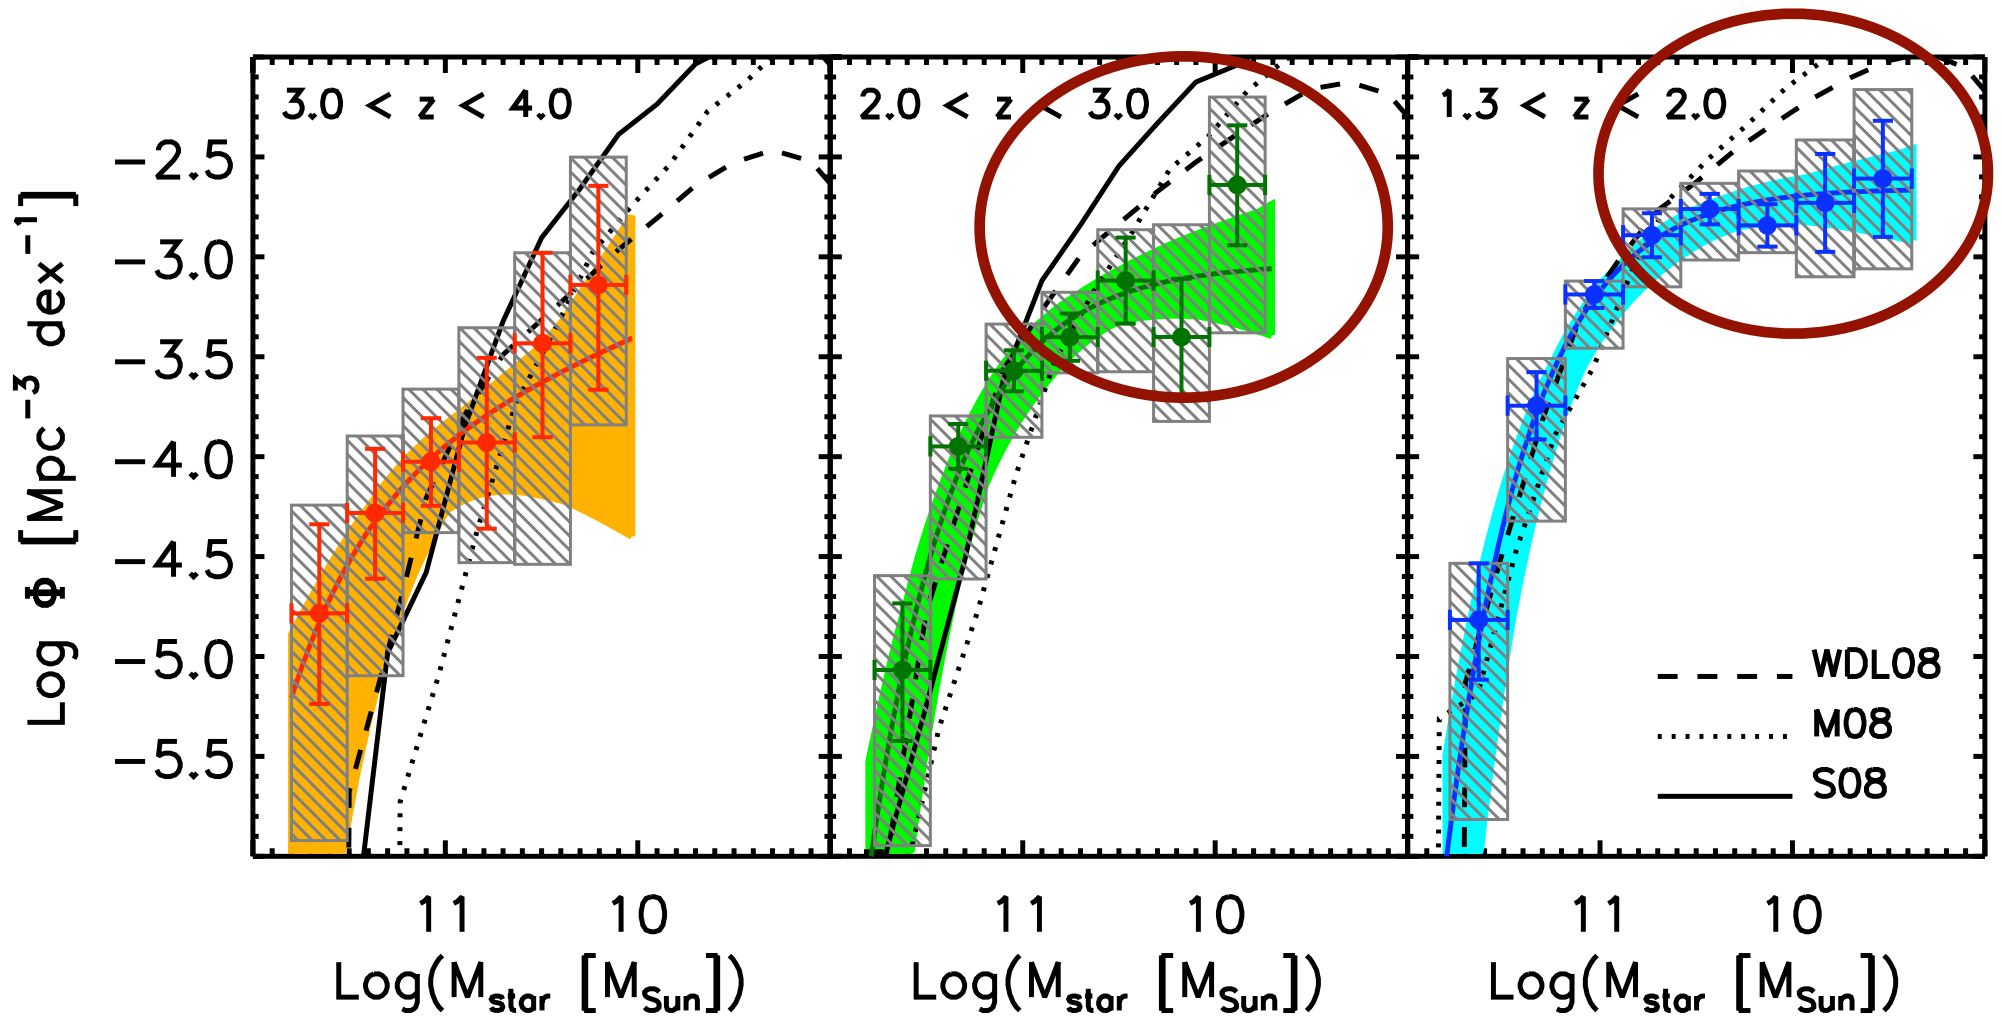 3.0 < z < 4.0
2.0 < z < 3.0
1.3 < z < 2.0
Log Φ [Mpc⁻³ dex⁻¹]
−2.5
−3.0
−3.5
−4.0
−4.5
−5.0
−5.5
WDL08
M08
S08
11 10
11 10
11 10
Log(Mstar [MSun])
Log(Mstar [MSun])
Log(Mstar [MSun])